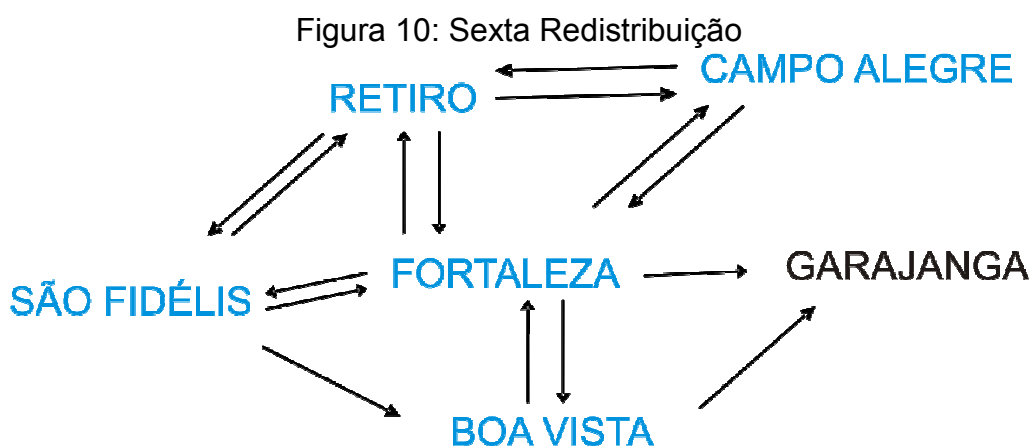 Figura 10: Sexta Redistribuição
CAMPO ALEGRE
RETIRO
FORTALEZA
GARAJANGA
SÃO FIDÉLIS
BOA VISTA